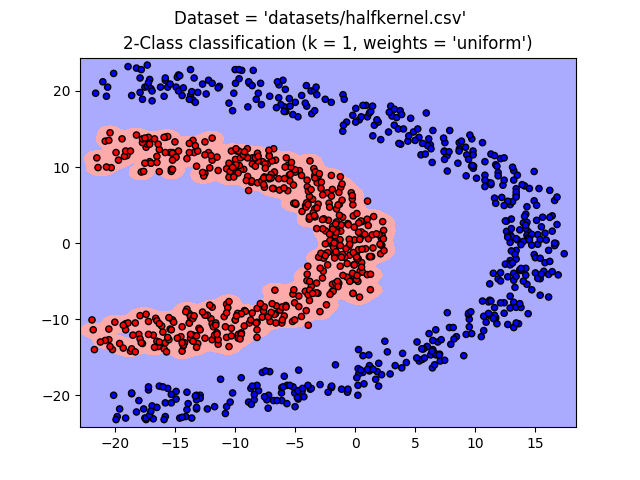 Dataset = 'datasets/halfkernel.csv'
2-Class classification (k = 1, weights = 'uniform')
20
10
0
−10
−20
−20 −15 −10 −5 0 5 10 15